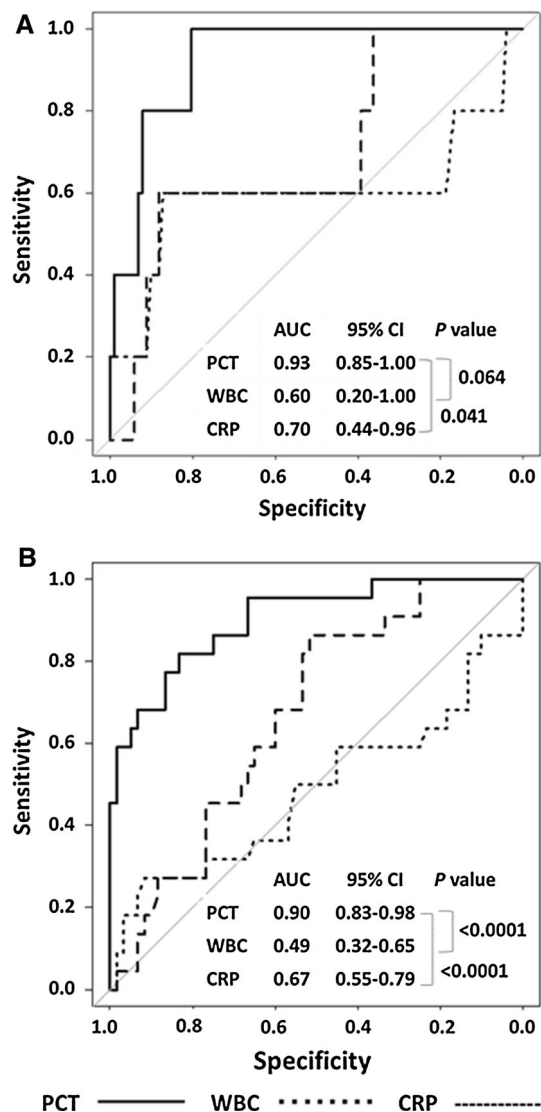 A
1.0
0.8
0.6
0.4
0.2
0.0
Sensitivity
AUC 95% CI P value
PCT 0.93 0.85-1.00
0.064
WBC 0.60 0.20-1.00
0.041
CRP 0.70 0.44-0.96
1.0 0.8 0.6 0.4 0.2 0.0
Specificity
B
1.0
0.8
0.6
0.4
0.2
0.0
Sensitivity
AUC 95% CI P value
PCT 0.90 0.83-0.98
<0.0001
WBC 0.49 0.32-0.65
<0.0001
CRP 0.67 0.55-0.79
1.0 0.8 0.6 0.4 0.2 0.0
Specificity
PCT WBC CRP